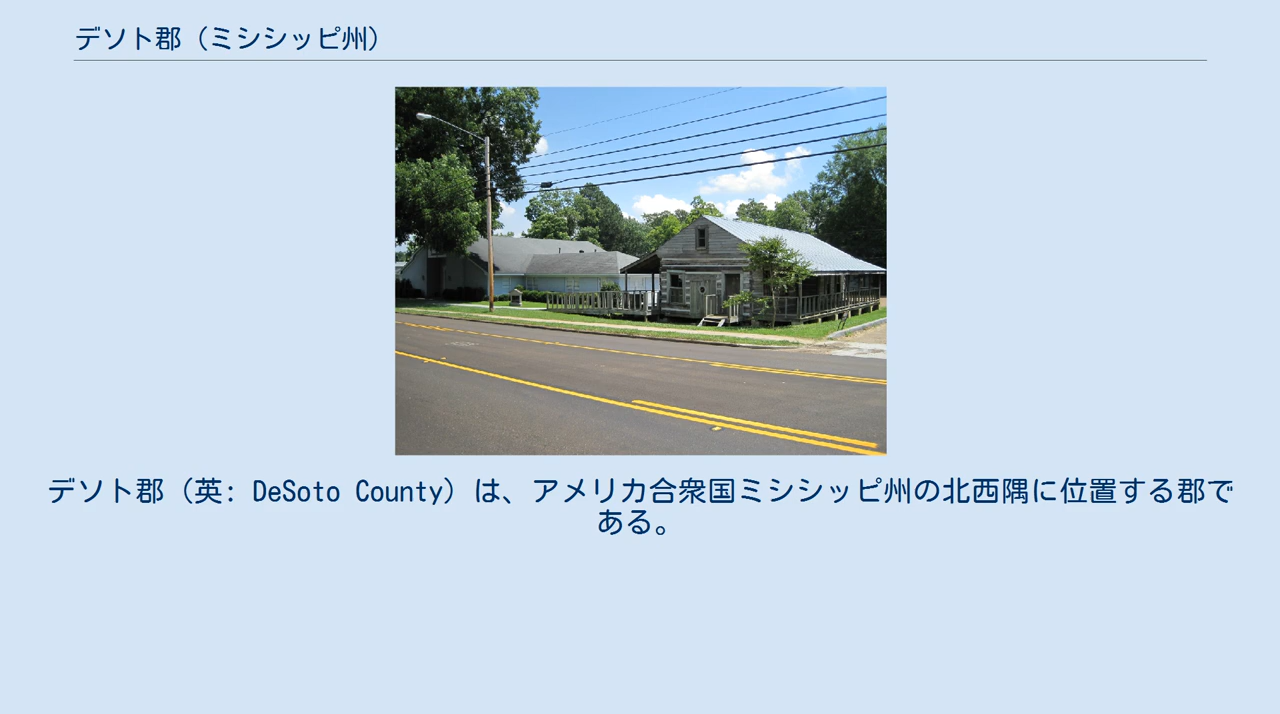 デソト郡（ミシシッピ州）
デソト郡（英: DeSoto County）は、アメリカ合衆国ミシシッピ州の北西隅に位置する郡で
ある。